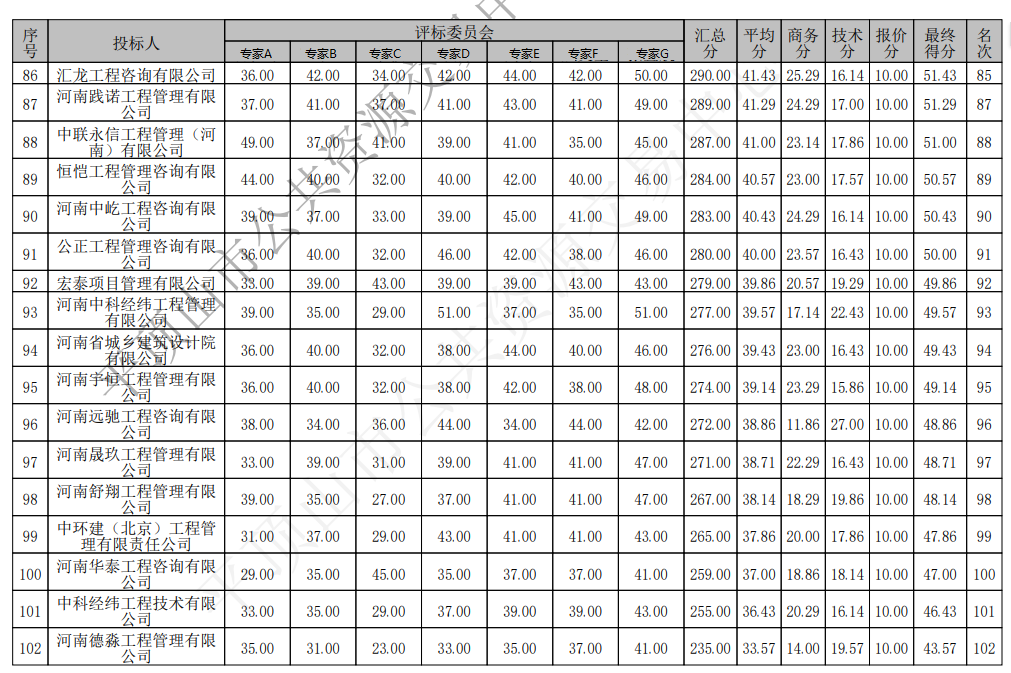 序号 投标人 评标委员会 汇总分 平均分 商务分 技术分 报价分 最终得分 名次
专家A 专家B 专家C 专家D 专家E 专家F 专家G
86 汇龙工程咨询有限公司 36.00 42.00 34.00 42.00 44.00 42.00 50.00 290.00 41.43 25.29 16.14 10.00 51.43 85
87 河南践诺工程管理有限公司 37.00 41.00 37.00 41.00 43.00 41.00 49.00 289.00 41.29 24.29 17.00 10.00 51.29 87
88 中联永信工程管理（河南）有限公司 49.00 37.00 41.00 39.00 41.00 35.00 45.00 287.00 41.00 23.14 17.86 10.00 51.00 88
89 恒恺工程管理咨询有限公司 44.00 40.00 32.00 40.00 42.00 40.00 46.00 284.00 40.57 23.00 17.57 10.00 50.57 89
90 河南中屹工程咨询有限公司 39.00 37.00 33.00 39.00 45.00 41.00 49.00 283.00 40.43 24.29 16.14 10.00 50.43 90
91 公正工程管理咨询有限公司 36.00 40.00 32.00 46.00 42.00 38.00 46.00 280.00 40.00 23.57 16.43 10.00 50.00 91
92 宏泰项目管理有限公司 33.00 39.00 43.00 39.00 39.00 43.00 43.00 279.00 39.86 20.57 19.29 10.00 49.86 92
93 河南中科经纬工程管理有限公司 39.00 35.00 29.00 51.00 37.00 35.00 51.00 277.00 39.57 17.14 22.43 10.00 49.57 93
94 河南省城乡建筑设计院有限公司 36.00 40.00 32.00 38.00 44.00 40.00 46.00 276.00 39.43 23.00 16.43 10.00 49.43 94
95 河南宇恒工程管理有限公司 36.00 40.00 32.00 38.00 42.00 38.00 48.00 274.00 39.14 23.29 15.86 10.00 49.14 95
96 河南远驰工程咨询有限公司 38.00 34.00 36.00 44.00 34.00 44.00 42.00 272.00 38.86 11.86 27.00 10.00 48.86 96
97 河南晟玖工程管理有限公司 33.00 39.00 31.00 39.00 41.00 41.00 47.00 271.00 38.71 22.29 16.43 10.00 48.71 97
98 河南舒翔工程管理有限公司 39.00 35.00 27.00 37.00 41.00 41.00 47.00 267.00 38.14 18.29 19.86 10.00 48.14 98
99 中环建（北京）工程管理有限责任公司 31.00 37.00 29.00 43.00 41.00 41.00 43.00 265.00 37.86 20.00 17.86 10.00 47.86 99
100 河南华泰工程咨询有限公司 29.00 35.00 45.00 35.00 37.00 37.00 41.00 259.00 37.00 18.86 18.14 10.00 47.00 100
101 中科经纬工程技术有限公司 33.00 35.00 29.00 37.00 39.00 39.00 43.00 255.00 36.43 20.29 16.14 10.00 46.43 101
102 河南德淼工程管理有限公司 35.00 31.00 23.00 33.00 35.00 37.00 41.00 235.00 33.57 14.00 19.57 10.00 43.57 102
平顶山市公共资源交易中
平顶山市公共资源交易中心